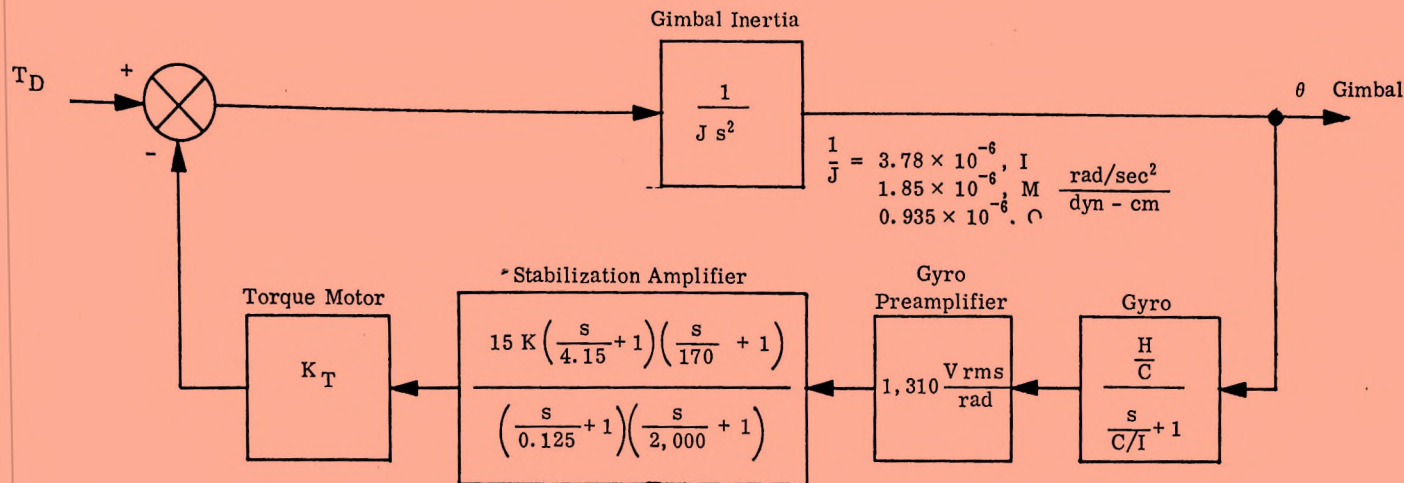 Gimbal Inertia
T_D
+
-
1
J s²
θ Gimbal
1/J = 3.78 × 10⁻⁶, I
1.85 × 10⁻⁶, M rad/sec²/dyn - cm
0.935 × 10⁻⁶.
Torque Motor
K_T
Stabilization Amplifier
15 K (s/4.15 + 1) (s/170 + 1)
(s/0.125 + 1) (s/2,000 + 1)
Gyro
Preamplifier
1,310 V rms/rad
Gyro
H/C
s/C/I + 1